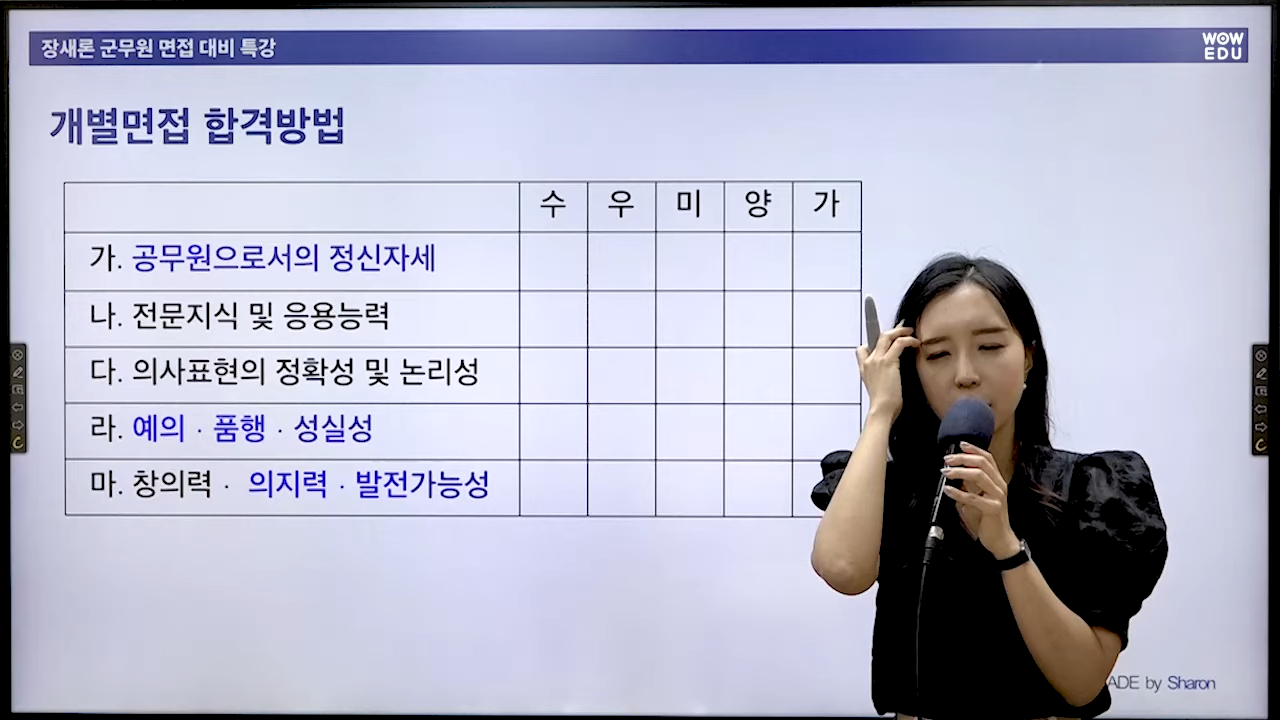 장새론 군무원 면접 대비 특강
WOW
EDU
개별면접 합격방법
수 우 미 양 가
가. 공무원으로서의 정신자세
나. 전문지식 및 응용능력
다. 의사표현의 정확성 및 논리성
라. 예의 · 품행 · 성실성
마. 창의력 · 의지력 · 발전가능성
ADE by Sharon